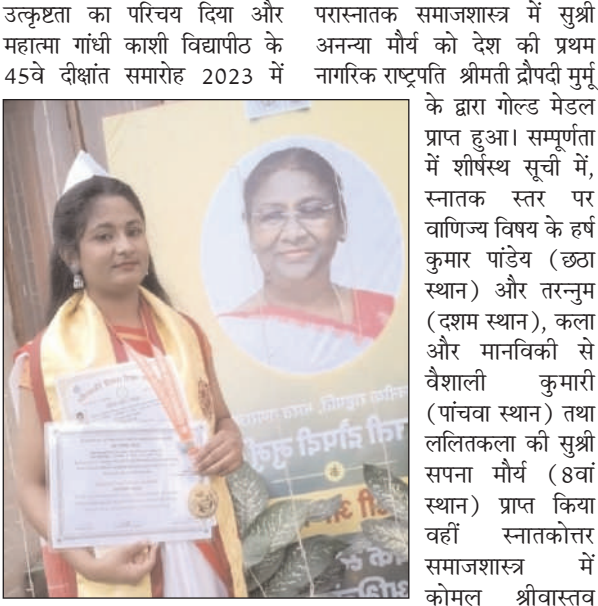 उत्कृष्टता का परिचय दिया और
महात्मा गांधी काशी विद्यापीठ के
45वे दीक्षांत समारोह 2023 में
परास्नातक समाजशास्त्र में सुश्री
अनन्या मौर्य को देश की प्रथम
नागरिक राष्ट्रपति श्रीमती द्रौपदी मुर्मू
के द्वारा गोल्ड मेडल
प्राप्त हुआ। सम्पूर्णता
में शीर्षस्थ सूची में,
स्नातक स्तर पर
वाणिज्य विषय के हर्ष
कुमार पांडेय (छठा
स्थान) और तरन्नुम
(दशम स्थान), कला
और मानविकी से
वैशाली कुमारी
(पांचवा स्थान) तथा
ललितकला की सुश्री
सपना मौर्य (8वां
स्थान) प्राप्त किया
वहीं स्नातकोत्तर
समाजशास्त्र में
कोमल श्रीवास्तव